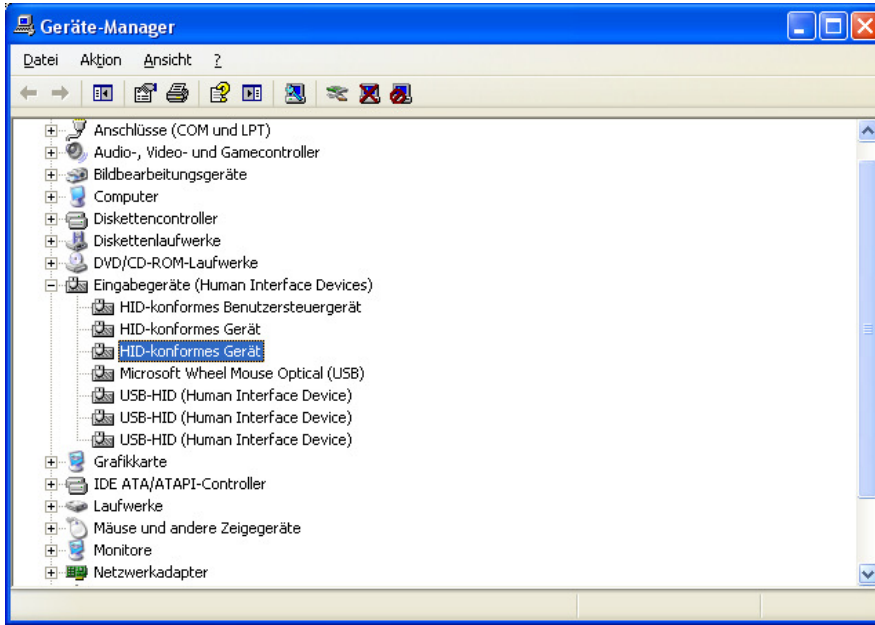 Geräte-Manager
Datei Aktion Ansicht ?
Anschlüsse (COM und LPT)
Audio-, Video- und Gamecontroller
Bildbearbeitungsgeräte
Computer
Diskettencontroller
Diskettenlaufwerke
DVD/CD-ROM-Laufwerke
Eingabegeräte (Human Interface Devices)
HID-konformes Benutzersteuergerät
HID-konformes Gerät
HID-konformes Gerät
Microsoft Wheel Mouse Optical (USB)
USB-HID (Human Interface Device)
USB-HID (Human Interface Device)
USB-HID (Human Interface Device)
Grafikkarte
IDE ATA/ATAPI-Controller
Laufwerke
Mäuse und andere Zeigegeräte
Monitore
Netzwerkadapter